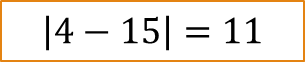 |4 − 15| = 11